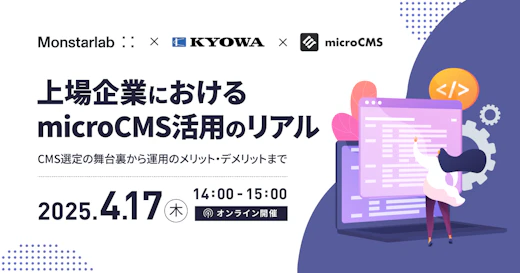 Monstarlab × KYOWA × microCMS
上場企業における
microCMS活用のリアル
CMS選定の舞台裏から運用のメリット・デメリットまで
2025.4.17 木 14:00-15:00
オンライン開催
</>